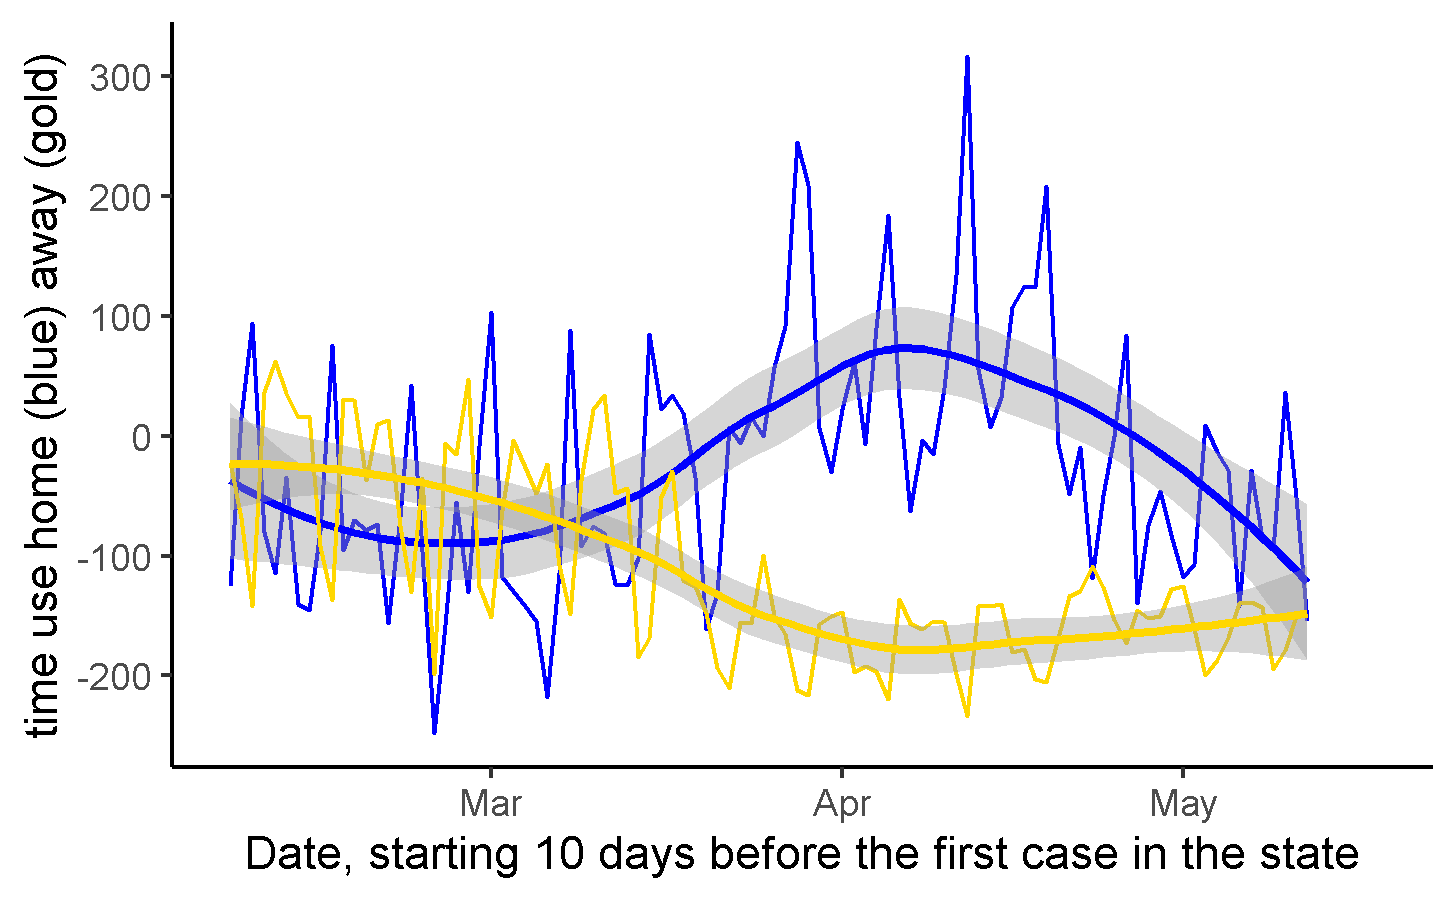 time use home (blue) away (gold)
300
200
100
0
-100
-200
Mar
Apr
May
Date, starting 10 days before the first case in the state